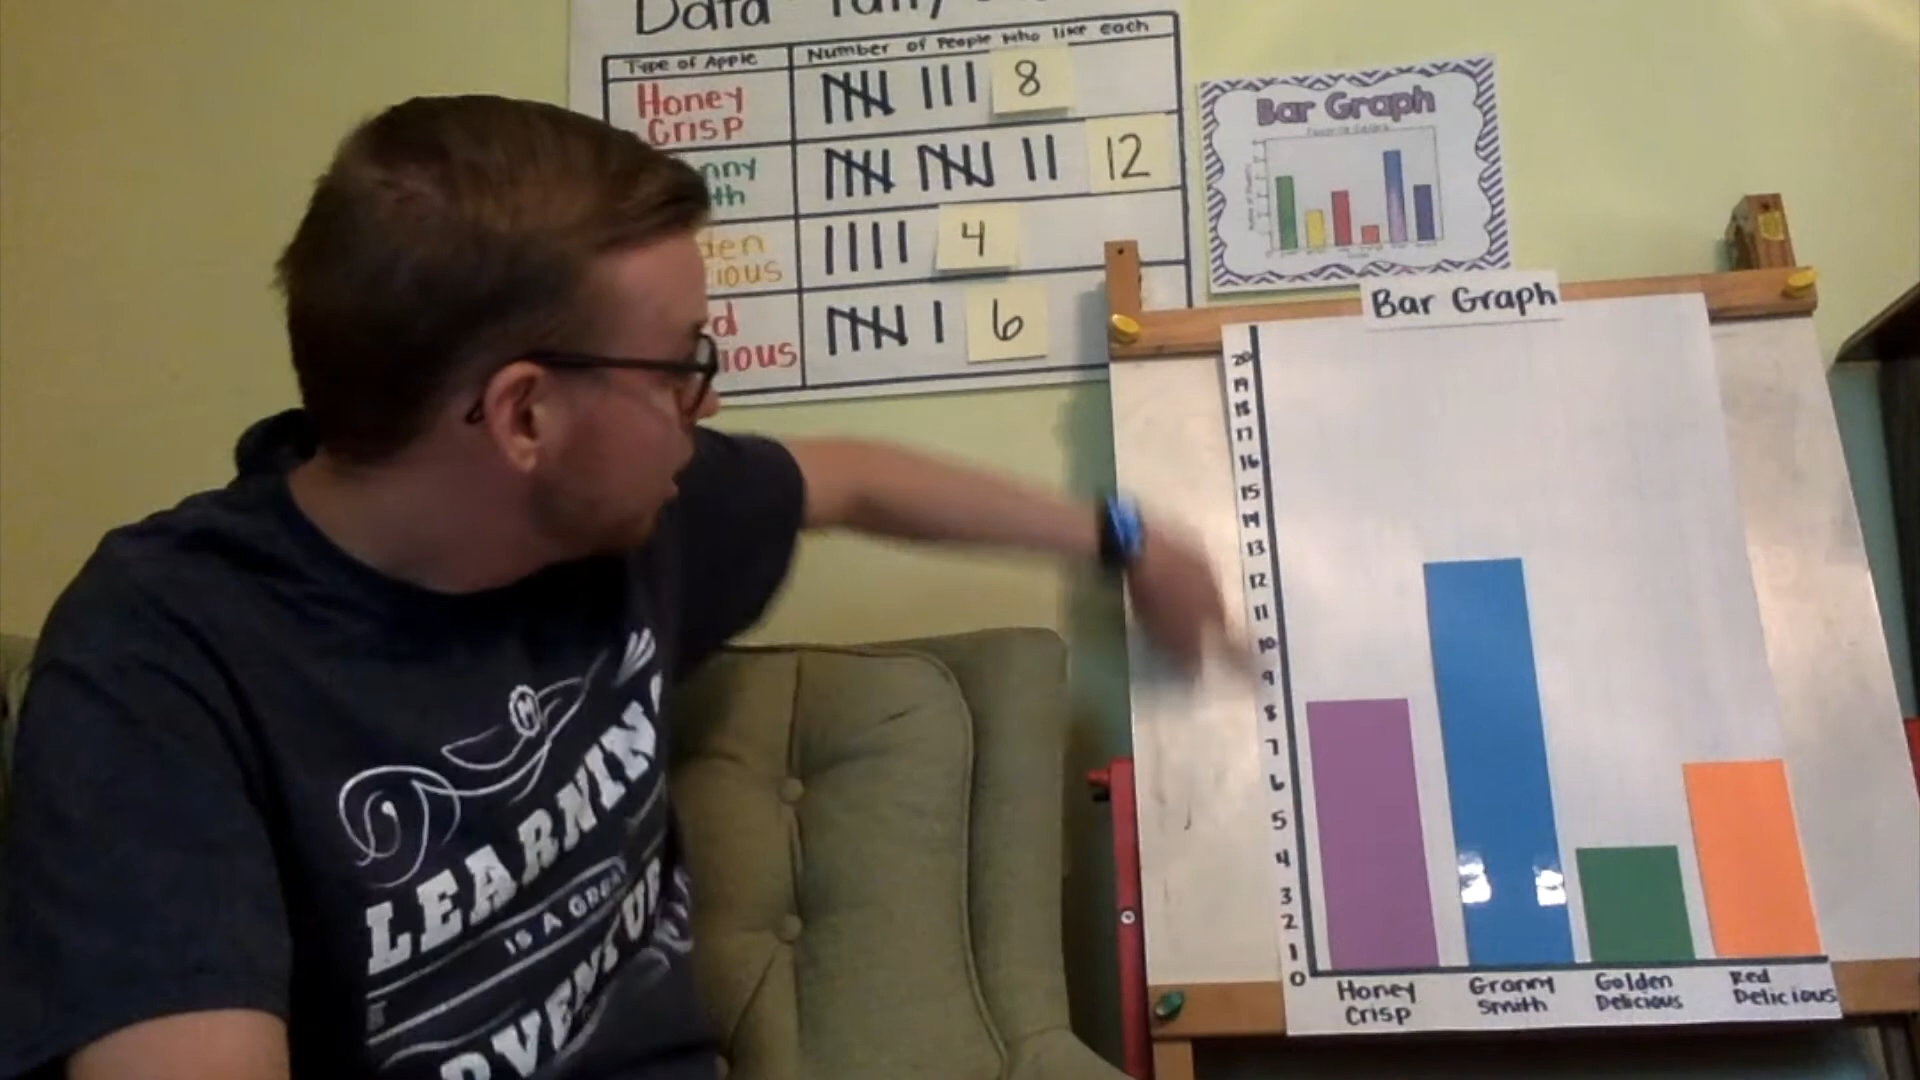 Data
Type of Apple
Number of People who like each
Honey
Crisp
8
12
4
6
Bar Graph
Bar Graph
20
19
18
17
16
15
14
13
12
11
10
9
8
7
6
5
4
3
2
1
0
Honey
Crisp
Granny
Smith
Golden
Delicious
Red
Delicious
M
LEARNING
IS A GREAT